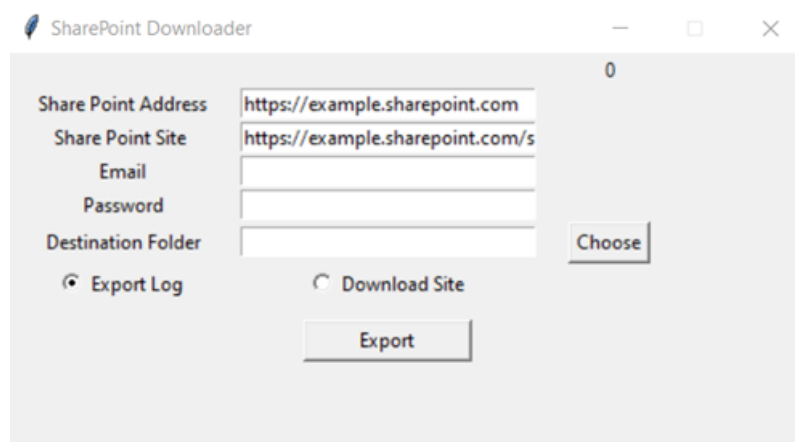 SharePoint Downloader
0
Share Point Address https://example.sharepoint.com
Share Point Site https://example.sharepoint.com/s
Email
Password
Destination Folder Choose
Export Log Download Site
Export